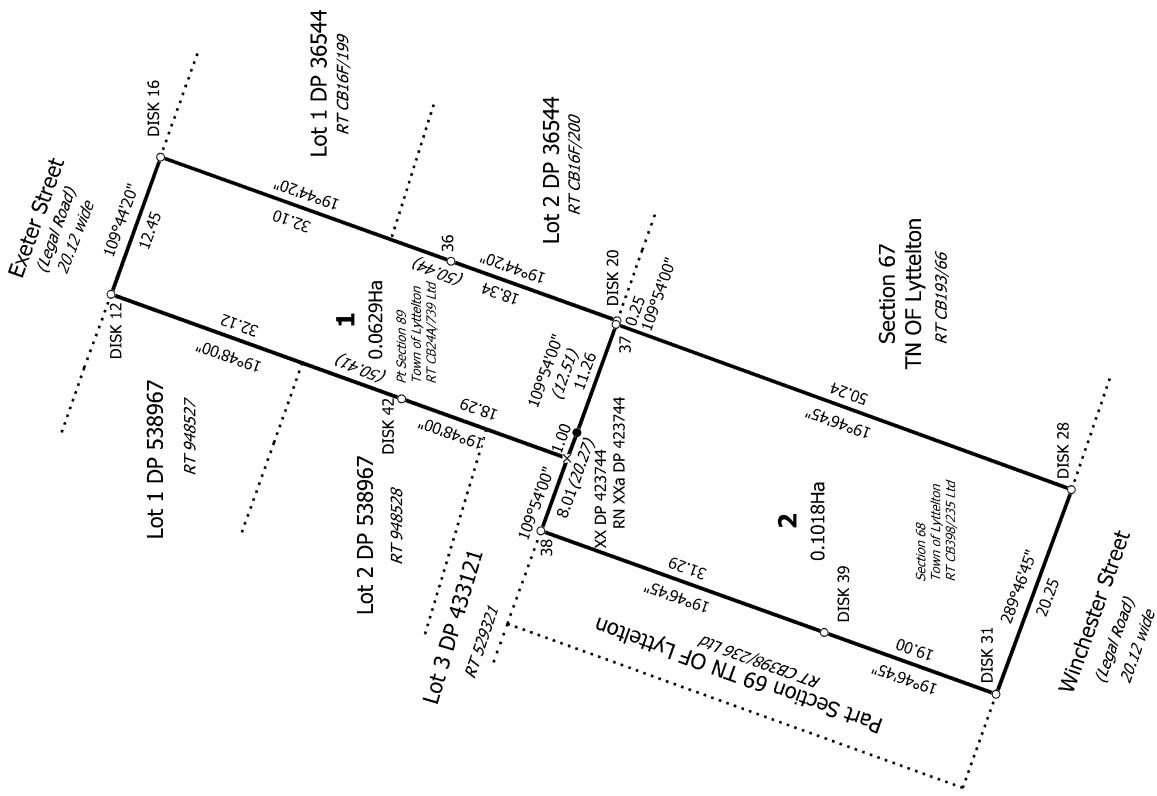 Exeter Street
(Legal Road)
20.12 wide
DISK 16
109°44'20"
12.45
DISK 12
Lot 1 DP 36544
RT CB16F/199
19°44'20"
32.10
Lot 2 DP 36544
RT CB16F/200
36
(50.44)
19°44'20"
18.34
DISK 20
0.25
109°54'00"
37
1
0.0629Ha
Pt Section 89
Town of Lyttelton
RT CB24A/739 Ltd
32.12
19°48'00"
(50.41)
DISK 42
18.29
19°48'00"
Lot 1 DP 538967
RT 948527
Lot 2 DP 538967
RT 948528
Lot 3 DP 433121
RT 529321
109°54'00"
(12.51)
11.26
1.00
109°54'00"
8.01
(20.27)
38
XX DP 423744
RN XXa DP 423744
Section 67
TN OF Lyttelton
RT CB193/66
50.24
19°46'45"
2
0.1018Ha
Section 68
Town of Lyttelton
RT CB398/235 Ltd
31.29
19°46'45"
DISK 39
19.00
19°46'45"
DISK 31
DISK 28
289°46'45"
20.25
Part Section 69 TN OF Lyttelton
RT CB398/236 Ltd
Winchester Street
(Legal Road)
20.12 wide